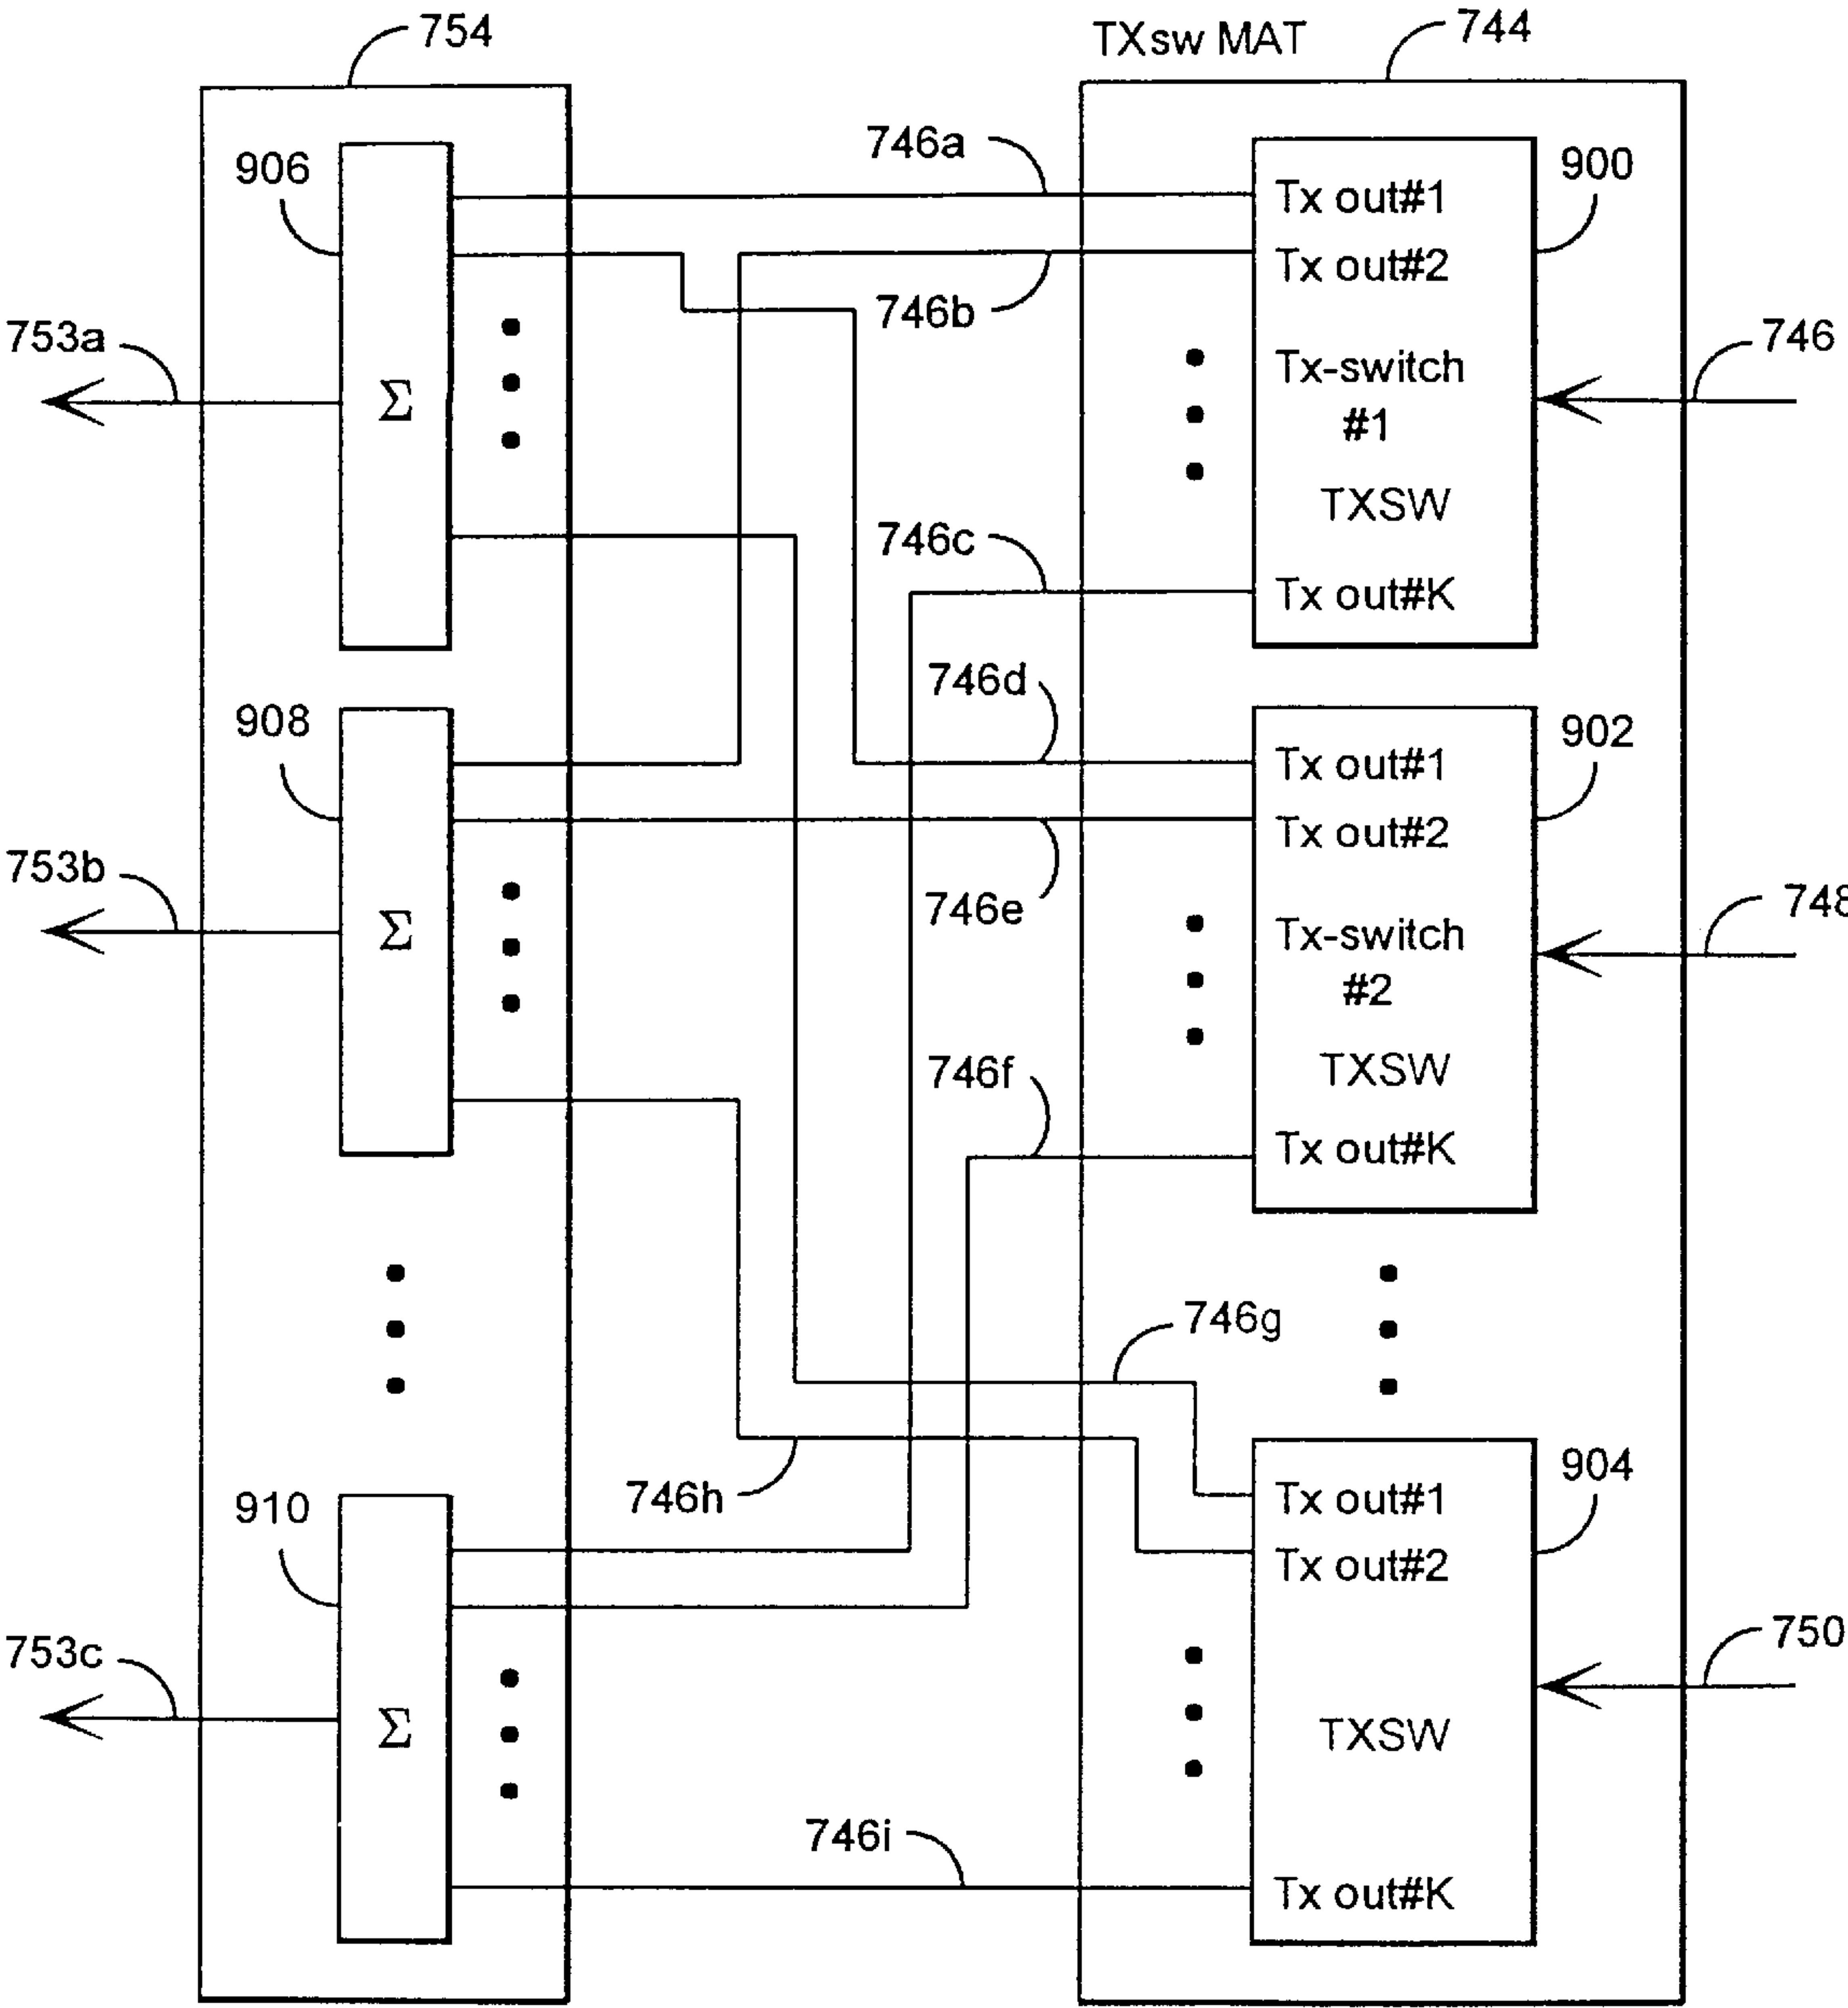 754
TXsw MAT
744
906
746a
Tx out#1
900
Tx out#2
746b
753a
Tx-switch
746
Σ
#1
TXSW
746c
Tx out#K
746d
908
Tx out#1
902
Tx out#2
753b
746e
748
Σ
Tx-switch
#2
TXSW
746f
Tx out#K
746g
746h
904
910
Tx out#1
Tx out#2
753c
750
Σ
TXSW
746i
Tx out#K